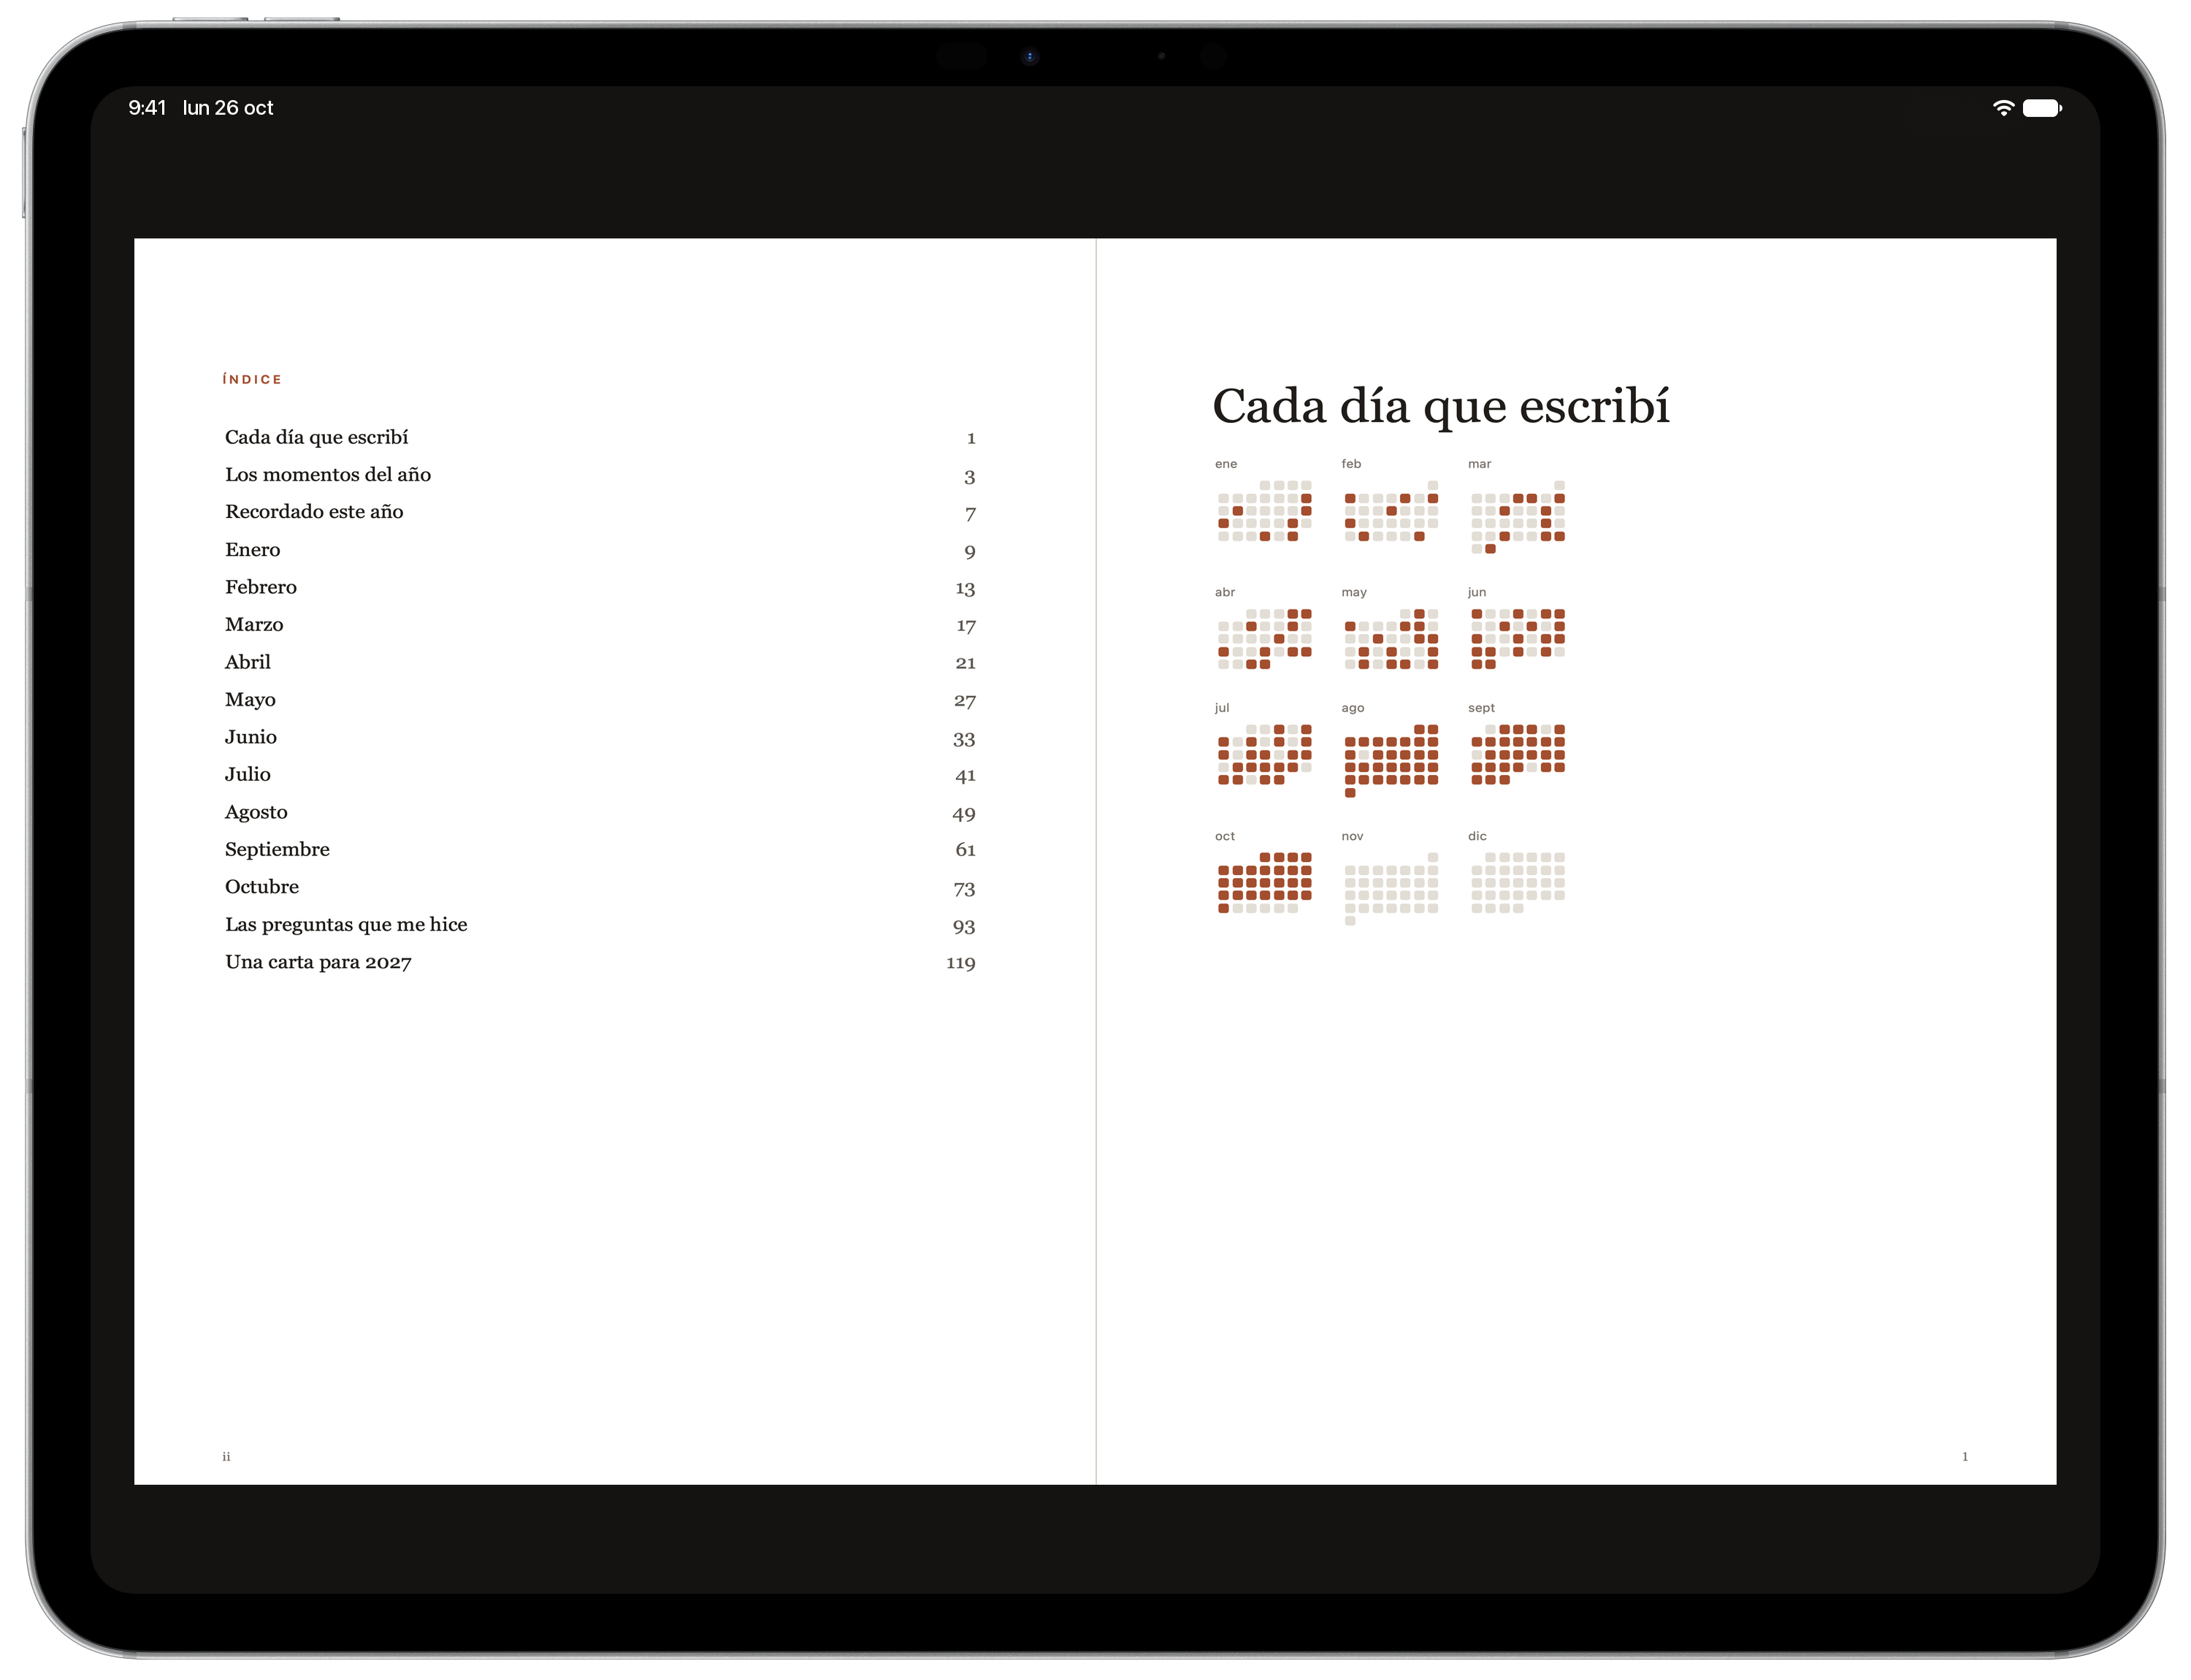 9:41 lun 26 oct
ÍNDICE
Cada día que escribí 1
Los momentos del año 3
Recordado este año 7
Enero 9
Febrero 13
Marzo 17
Abril 21
Mayo 27
Junio 33
Julio 41
Agosto 49
Septiembre 61
Octubre 73
Las preguntas que me hice 93
Una carta para 2027 119
ii
Cada día que escribí
ene feb mar
abr may jun
jul ago sept
oct nov dic
1